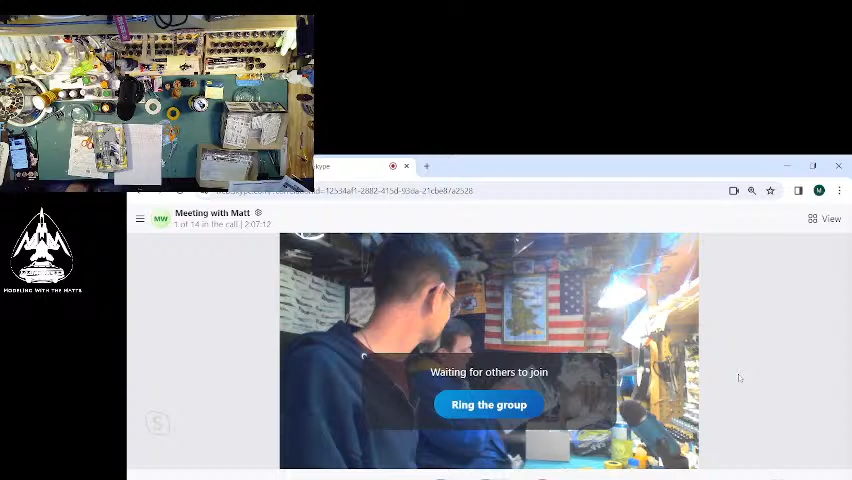 Meeting with Matt
1 of 14 in the call | 2:07:12
View
MW
Waiting for others to join
Ring the group
MODELING WITH THE MATTS